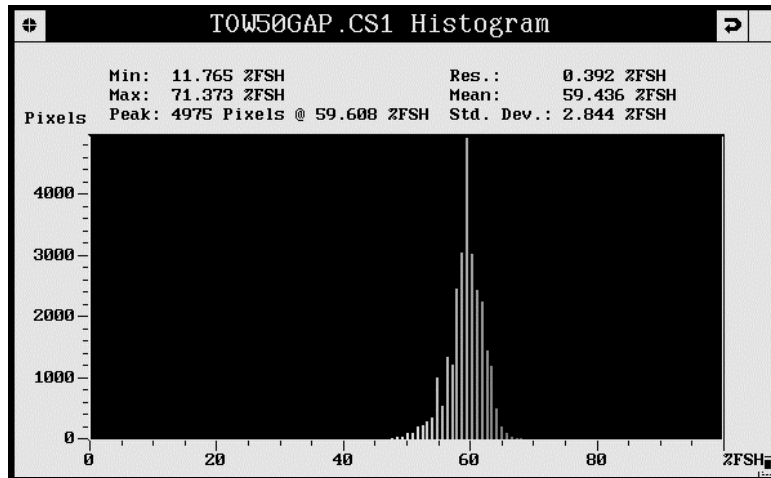 TOW50GAP.CS1 Histogram
Min: 11.765 %FSH Res.: 0.392 %FSH
Max: 71.373 %FSH Mean: 59.436 %FSH
Peak: 4975 Pixels @ 59.608 %FSH Std. Dev.: 2.844 %FSH
Pixels
4000
3000
2000
1000
0
0 20 40 60 80 %FSH